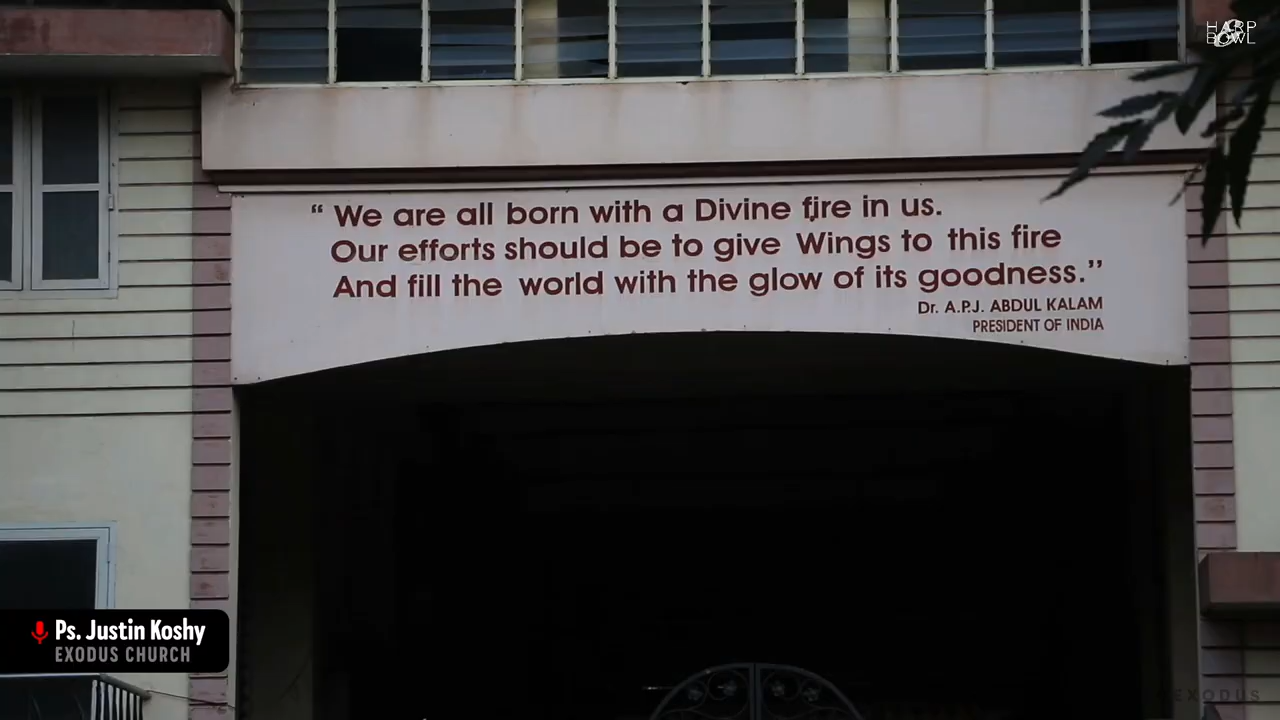 HARP
& BOWL
“ We are all born with a Divine fire in us.
Our efforts should be to give Wings to this fire
And fill the world with the glow of its goodness.”
Dr. A.P.J. ABDUL KALAM
PRESIDENT OF INDIA
Ps. Justin Koshy
EXODUS CHURCH
EXODUS